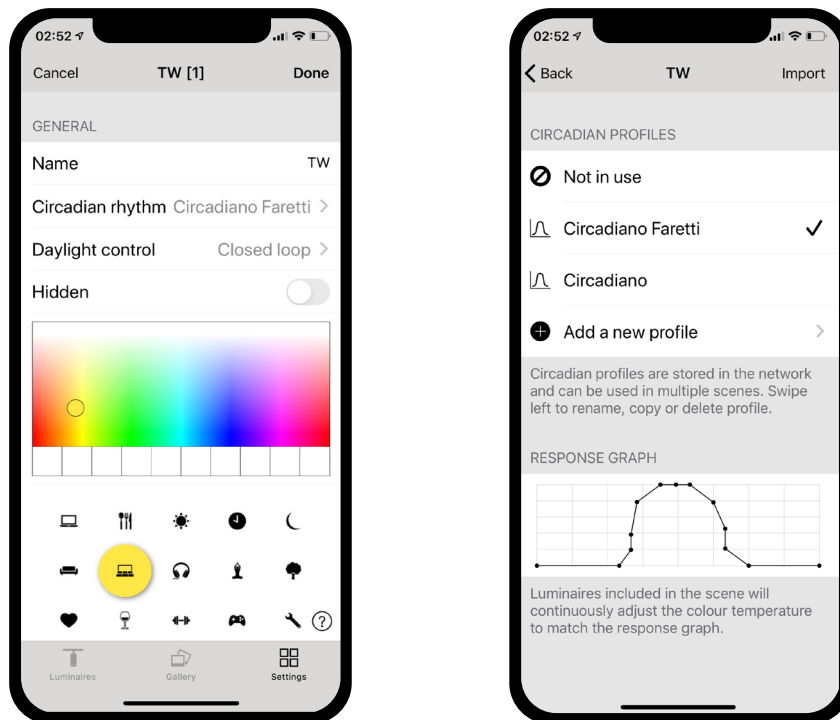 02:52
Cancel TW [1] Done
GENERAL
Name TW
Circadian rhythm Circadiano Faretti
Daylight control Closed loop
Hidden
?
Luminaires Gallery Settings
02:52
Back TW Import
CIRCADIAN PROFILES
Not in use
Circadiano Faretti
Circadiano
Add a new profile
Circadian profiles are stored in the network
and can be used in multiple scenes. Swipe
left to rename, copy or delete profile.
RESPONSE GRAPH
Luminaires included in the scene will
continuously adjust the colour temperature
to match the response graph.